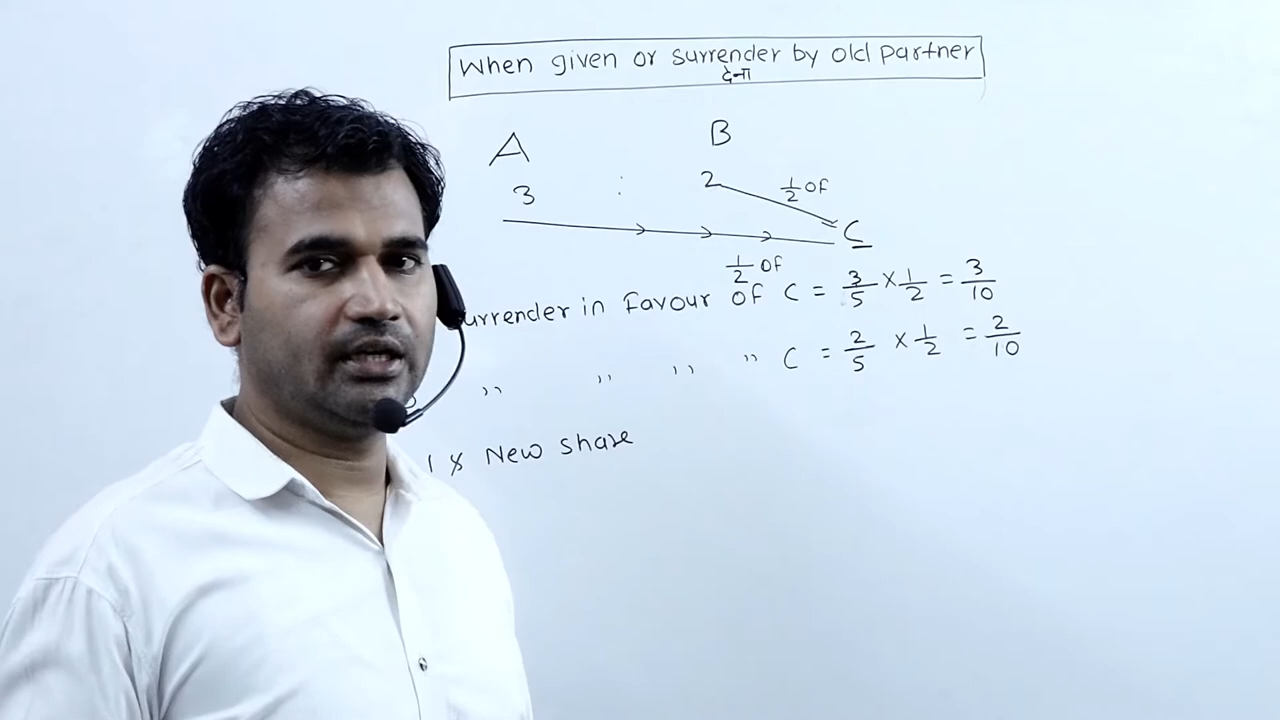 When given or surrender by old partner
देना
A B
3 : 2 1/2 of
C
1/2 of
urrender in Favour of C = 3/5 × 1/2 = 3/10
,, ,, ,, ,, C = 2/5 × 1/2 = 2/10
New share